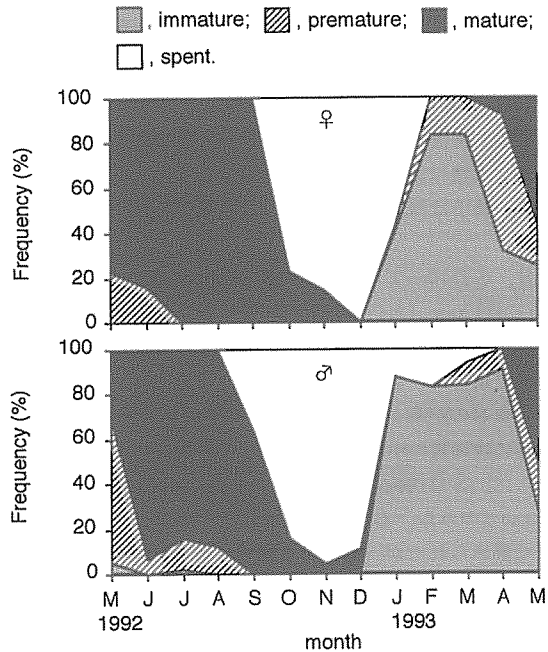 , immature; , premature; , mature;
, spent.
100
80
60
40
20
0
Frequency (%)
♀
M J J A S O N D J F M A M
100
80
60
40
20
0
Frequency (%)
♂
M J J A S O N D J F M A M
1992 1993
month